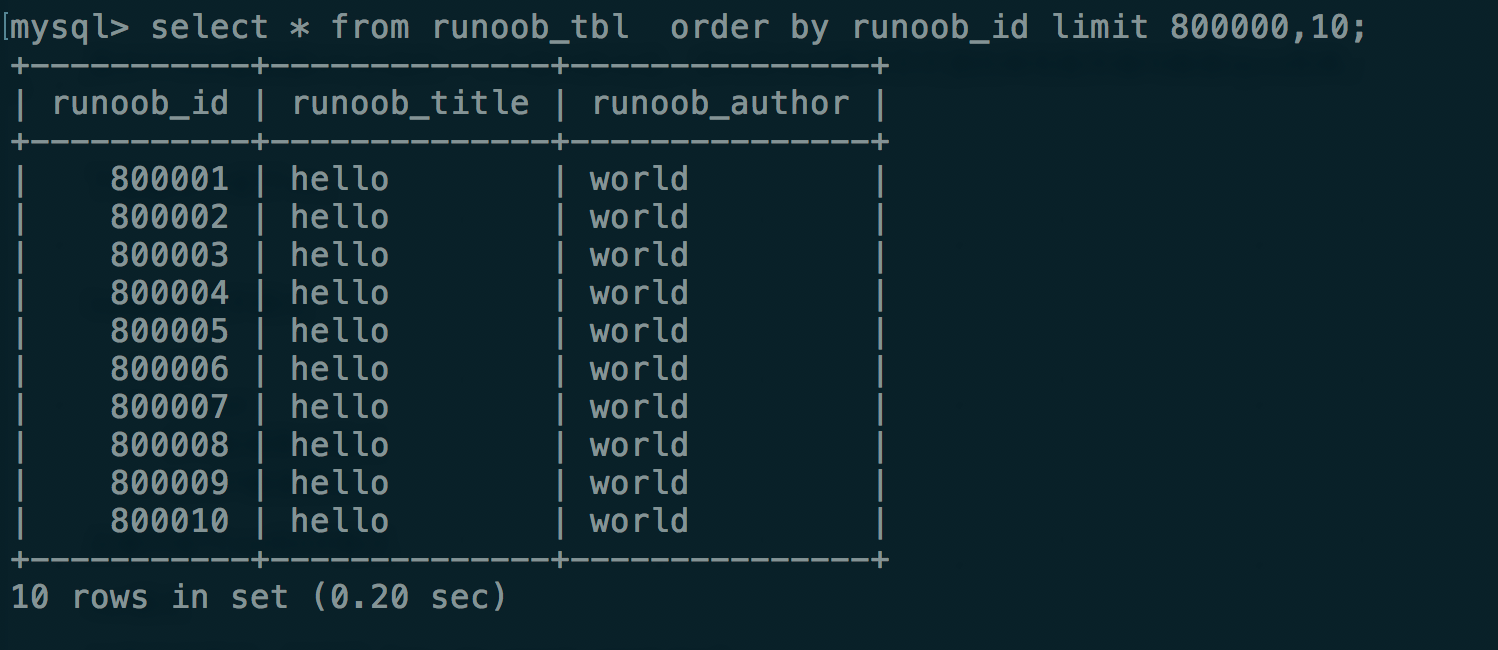 [mysql> select * from runoob_tbl  order by runoob_id limit 800000,10;
+-----------+--------------+---------------+
| runoob_id | runoob_title | runoob_author |
+-----------+--------------+---------------+
|    800001 | hello        | world         |
|    800002 | hello        | world         |
|    800003 | hello        | world         |
|    800004 | hello        | world         |
|    800005 | hello        | world         |
|    800006 | hello        | world         |
|    800007 | hello        | world         |
|    800008 | hello        | world         |
|    800009 | hello        | world         |
|    800010 | hello        | world         |
+-----------+--------------+---------------+
10 rows in set (0.20 sec)